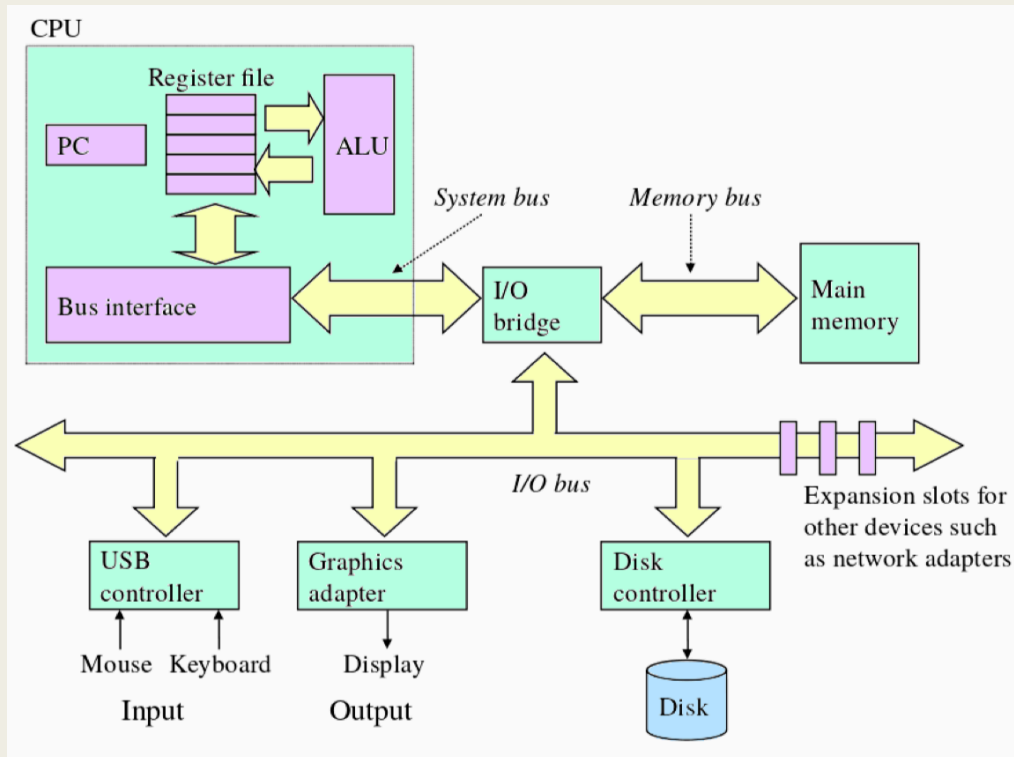 CPU
Register file
PC
ALU
System bus
Memory bus
Bus interface
I/O
bridge
Main
memory
I/O bus
Expansion slots for
other devices such
as network adapters
USB
controller
Graphics
adapter
Disk
controller
Mouse
Keyboard
Display
Input
Output
Disk